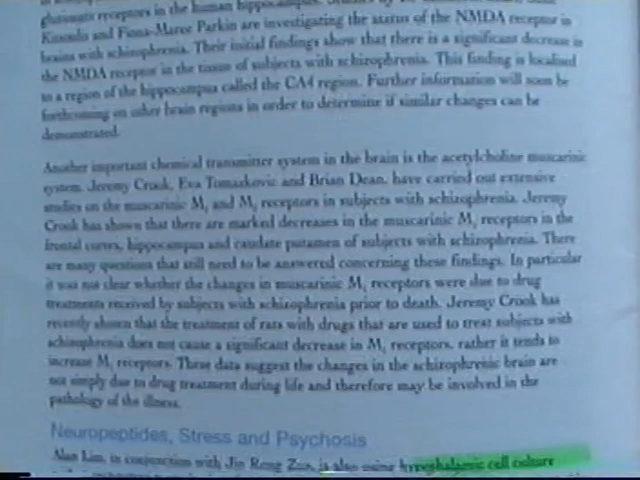 glutamate receptors in the human hippocampus.
Kinoulis and Fiona-Maree Parkin are investigating the status of the NMDA receptor in
brains with schizophrenia. Their initial findings show that there is a significant decrease in
the NMDA receptor in the tissue of subjects with schizophrenia. This finding is localised
to a region of the hippocampus called the CA4 region. Further information will soon be
forthcoming on other brain regions in order to determine if similar changes can be
demonstrated.
Another important chemical transmitter system in the brain is the acetylcholine muscarinic
system. Jeremy Crook, Eva Tomaskovic and Brian Dean, have carried out extensive
studies on the muscarinic M and M receptors in subjects with schizophrenia. Jeremy
Crook has shown that there are marked decreases in the muscarinic M receptors in the
frontal cortex, hippocampus and caudate putamen of subjects with schizophrenia. There
are many questions that still need to be answered concerning these findings. In particular
it was not clear whether the changes in muscarinic M receptors were due to drug
treatments received by subjects with schizophrenia prior to death. Jeremy Crook has
recently shown that the treatment of rats with drugs that are used to treat subjects with
schizophrenia does not cause a significant decrease in M receptors, rather it tends to
increase M receptors. These data suggest the changes in the schizophrenic brain are
not simply due to drug treatment during life and therefore may be involved in the
pathology of the illness.
Neuropeptides, Stress and Psychosis
Alan Lim, in conjunction with Jin Rong Zuo, is also using hypothalamic cell culture